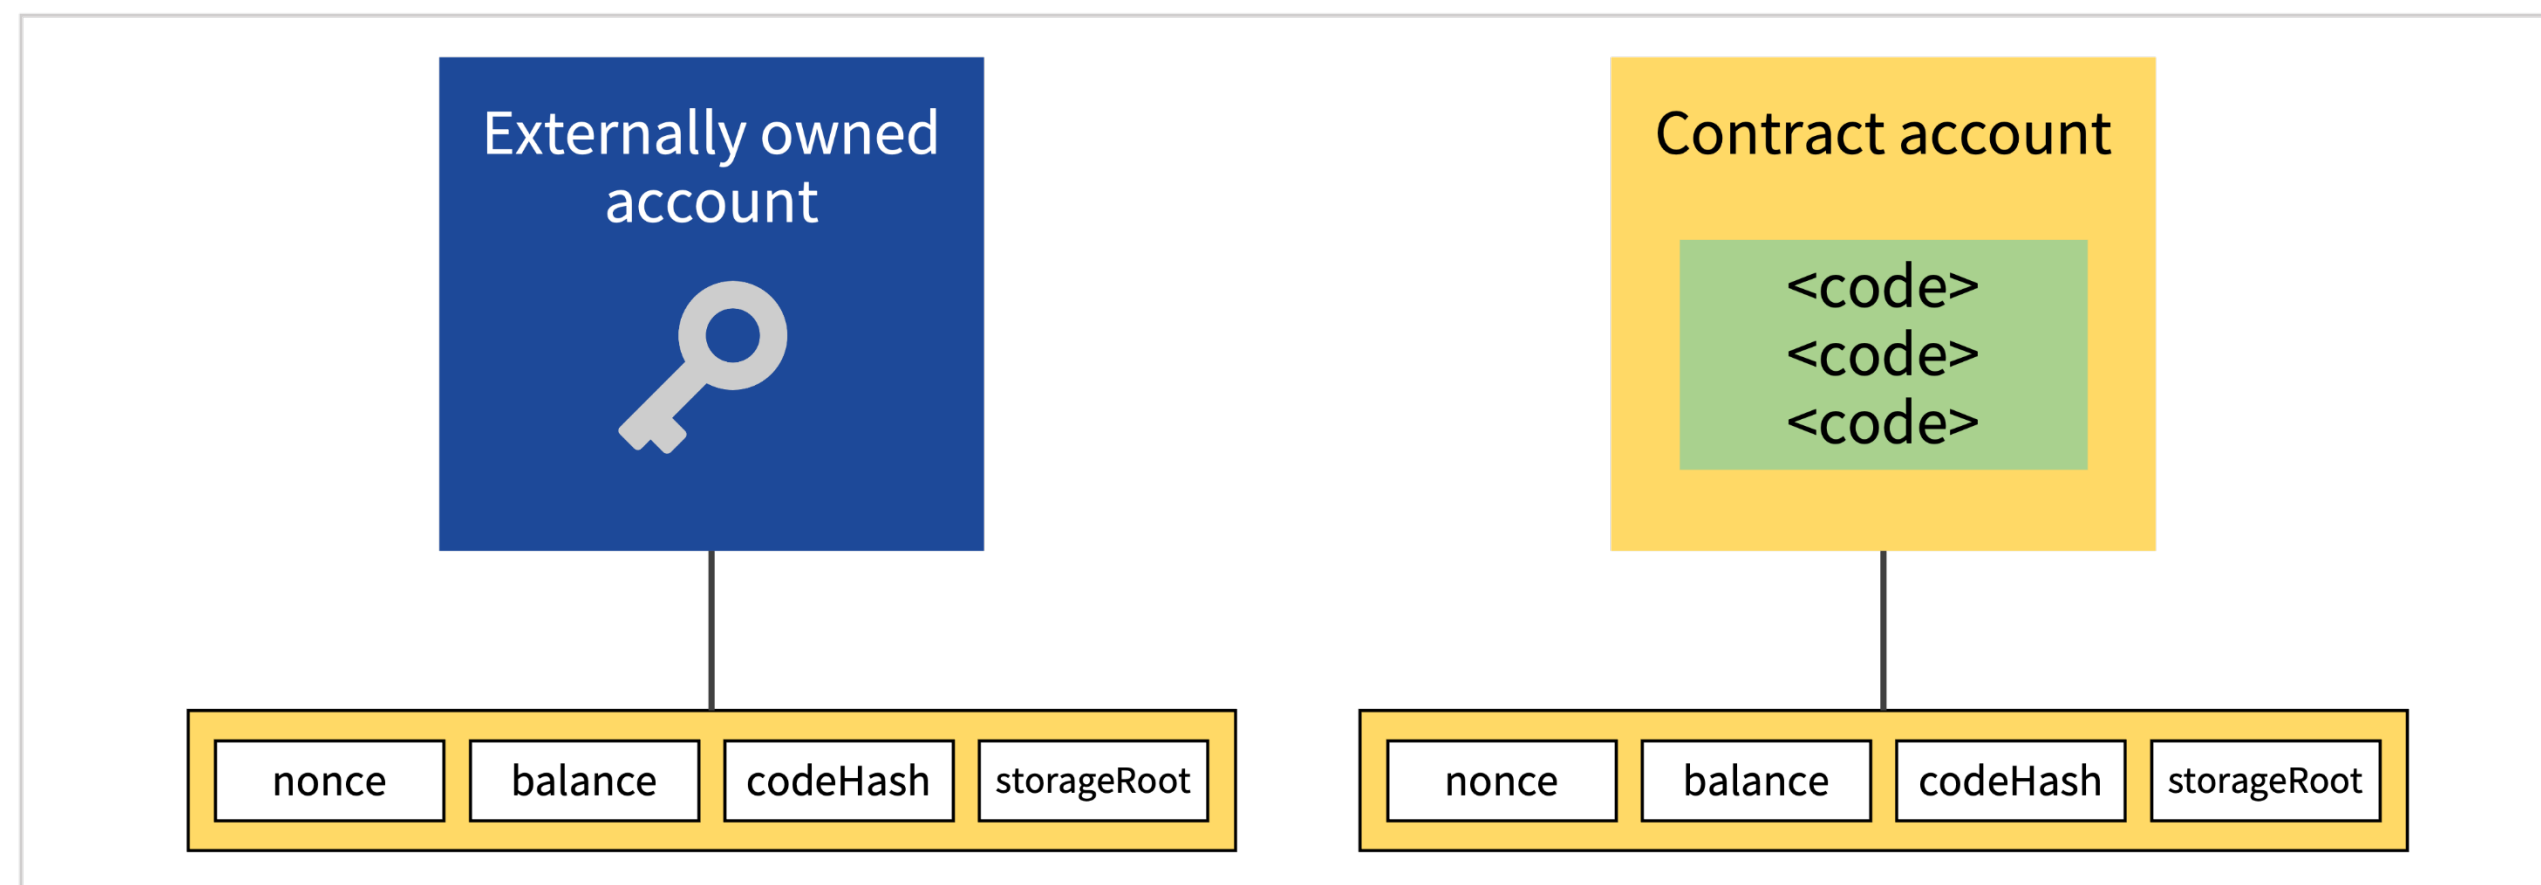 Externally owned
account
Contract account
<code>
<code>
<code>
nonce
balance
codeHash
storageRoot
nonce
balance
codeHash
storageRoot